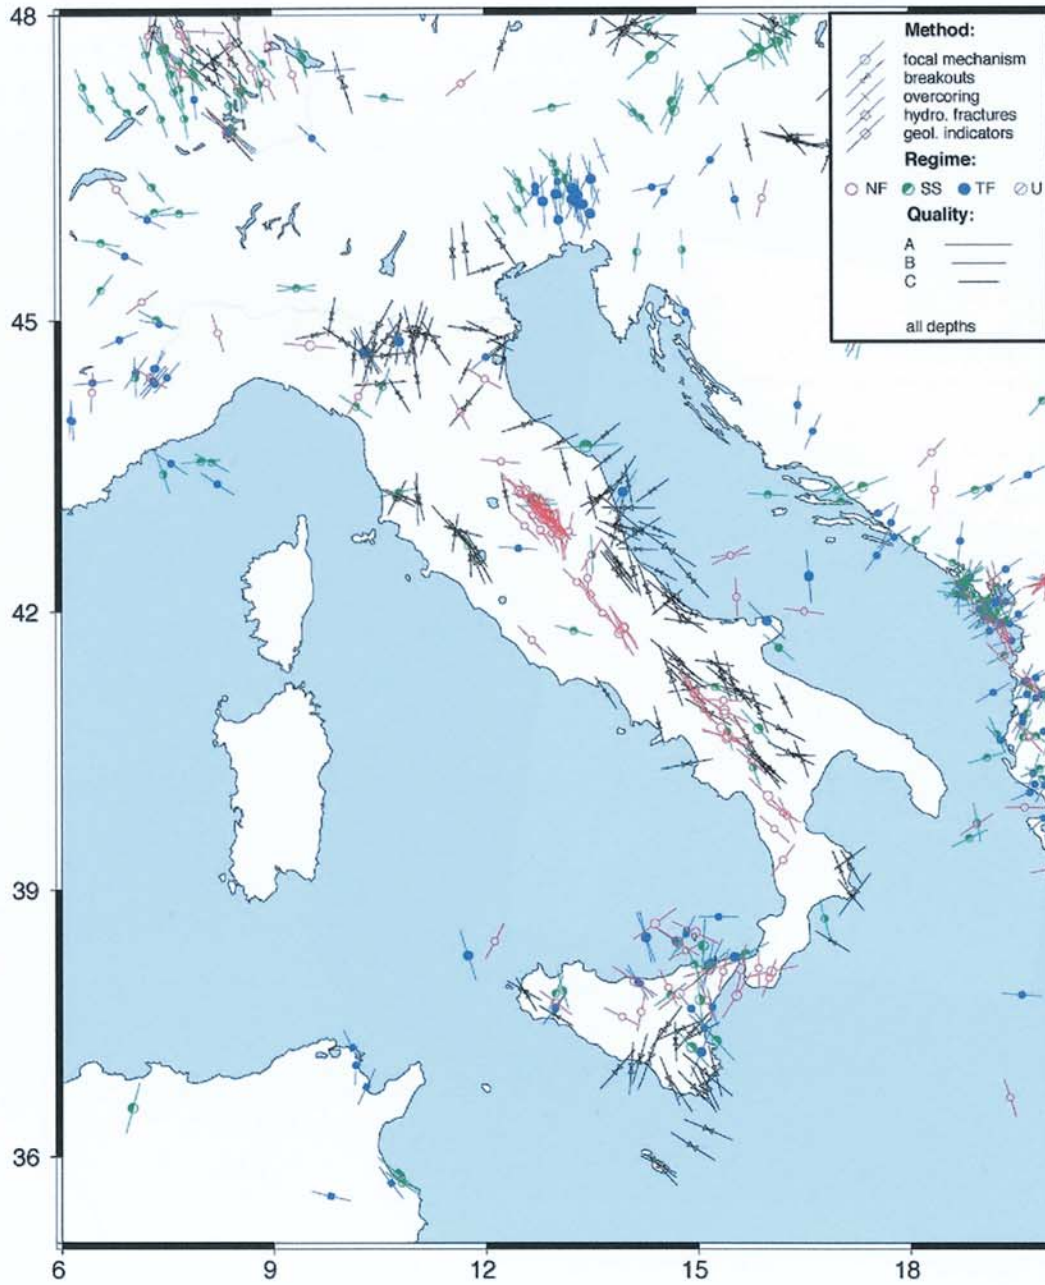 48
45
42
39
36
6
9
12
15
18
Method:
focal mechanism
breakouts
overcoring
hydro. fractures
geol. indicators
Regime:
NF SS TF U
Quality:
A
B
C
all depths